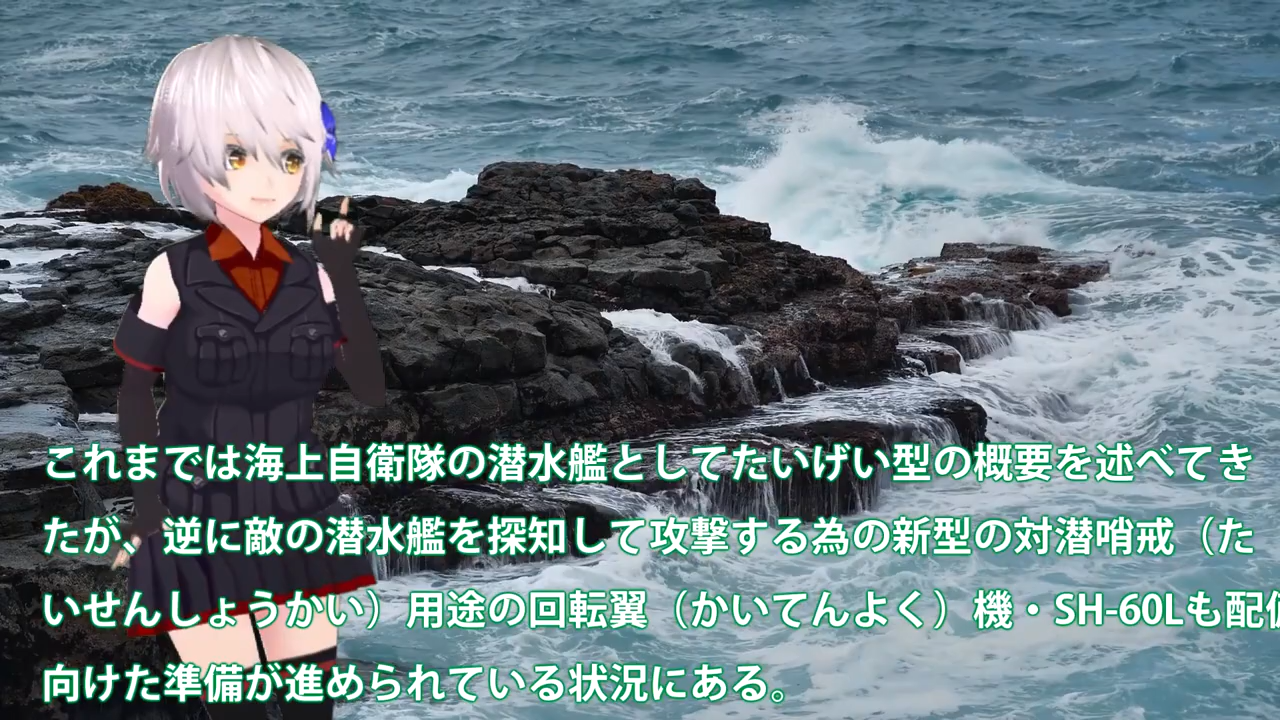 これまでは海上自衛隊の潜水艦としてたいげい型の概要を述べてき
たが、逆に敵の潜水艦を探知して攻撃する為の新型の対潜哨戒（た
いせんしょうかい）用途の回転翼（かいてんよく）機・SH-60Lも配
向けた準備が進められている状況にある。